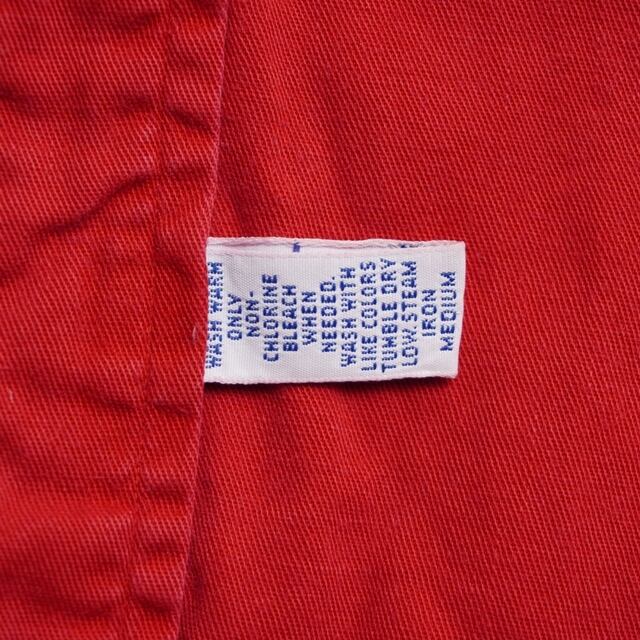 WASH WARM
ONLY
NON-
CHLORINE
BLEACH
WHEN
NEEDED.
WASH WITH
LIKE COLORS
TUMBLE DRY
LOW. STEAM
IRON
MEDIUM